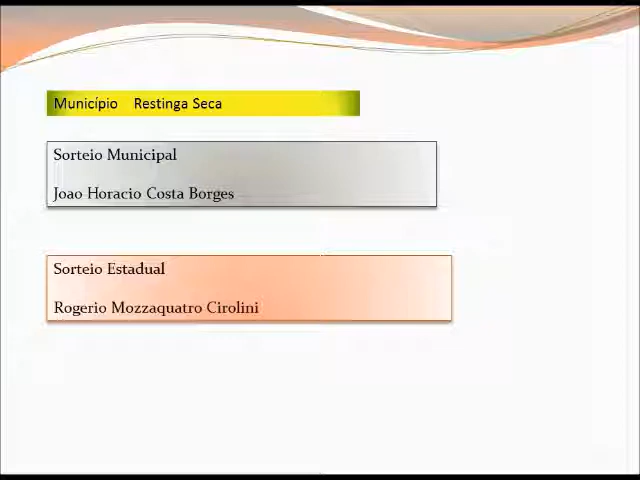 Município Restinga Seca
Sorteio Municipal
Joao Horacio Costa Borges
Sorteio Estadual
Rogerio Mozzaquatro Cirolini